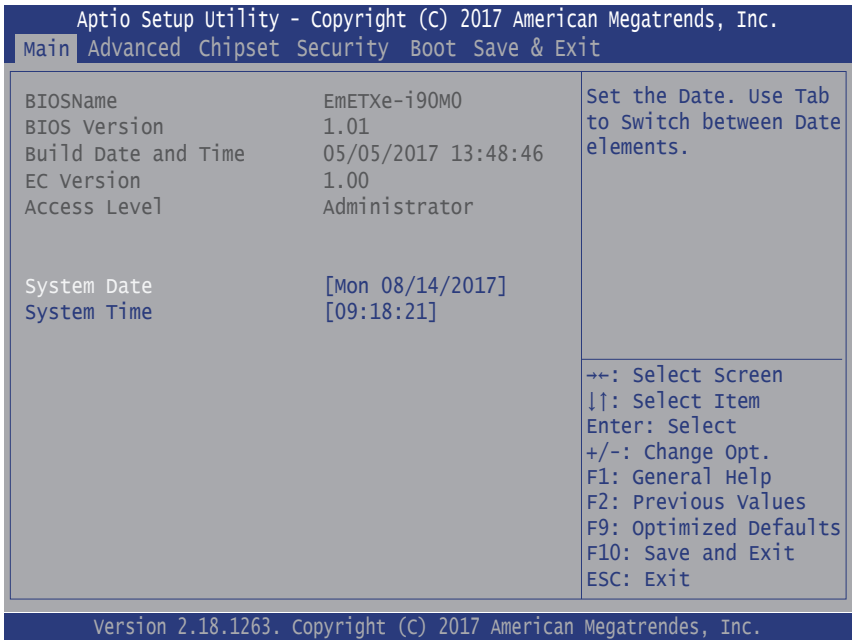 Aptio Setup Utility - Copyright (C) 2017 American Megatrends, Inc.
Main Advanced Chipset Security Boot Save & Exit
BIOSName EmETXe-i90M0
BIOS Version 1.01
Build Date and Time 05/05/2017 13:48:46
EC Version 1.00
Access Level Administrator
System Date [Mon 08/14/2017]
System Time [09:18:21]
Set the Date. Use Tab
to Switch between Date
elements.
→←: Select Screen
↓↑: Select Item
Enter: Select
+/-: Change Opt.
F1: General Help
F2: Previous Values
F9: Optimized Defaults
F10: Save and Exit
ESC: Exit
Version 2.18.1263. Copyright (C) 2017 American Megatrendes, Inc.